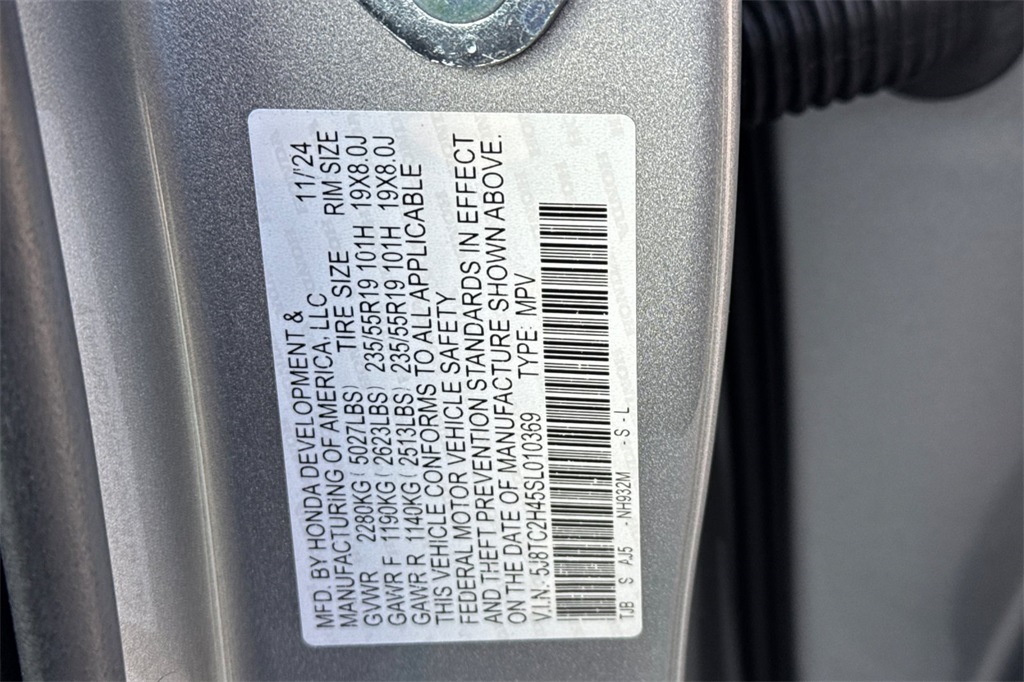 MFD. BY HONDA DEVELOPMENT & 11/24
MANUFACTURING OF AMERICA, LLC
TIRE SIZE RIM SIZE
GVWR 2280KG( 5027LBS)
GAWR F 1190KG( 2623LBS) 235/55R19 101H 19X8.0J
GAWR R 1140KG( 2513LBS) 235/55R19 101H 19X8.0J
THIS VEHICLE CONFORMS TO ALL APPLICABLE
FEDERAL MOTOR VEHICLE SAFETY
AND THEFT PREVENTION STANDARDS IN EFFECT
ON THE DATE OF MANUFACTURE SHOWN ABOVE.
V.I.N. 5J8TC2H45SL010369 TYPE: MPV
TJB S AJ5 -NH932M -S-L